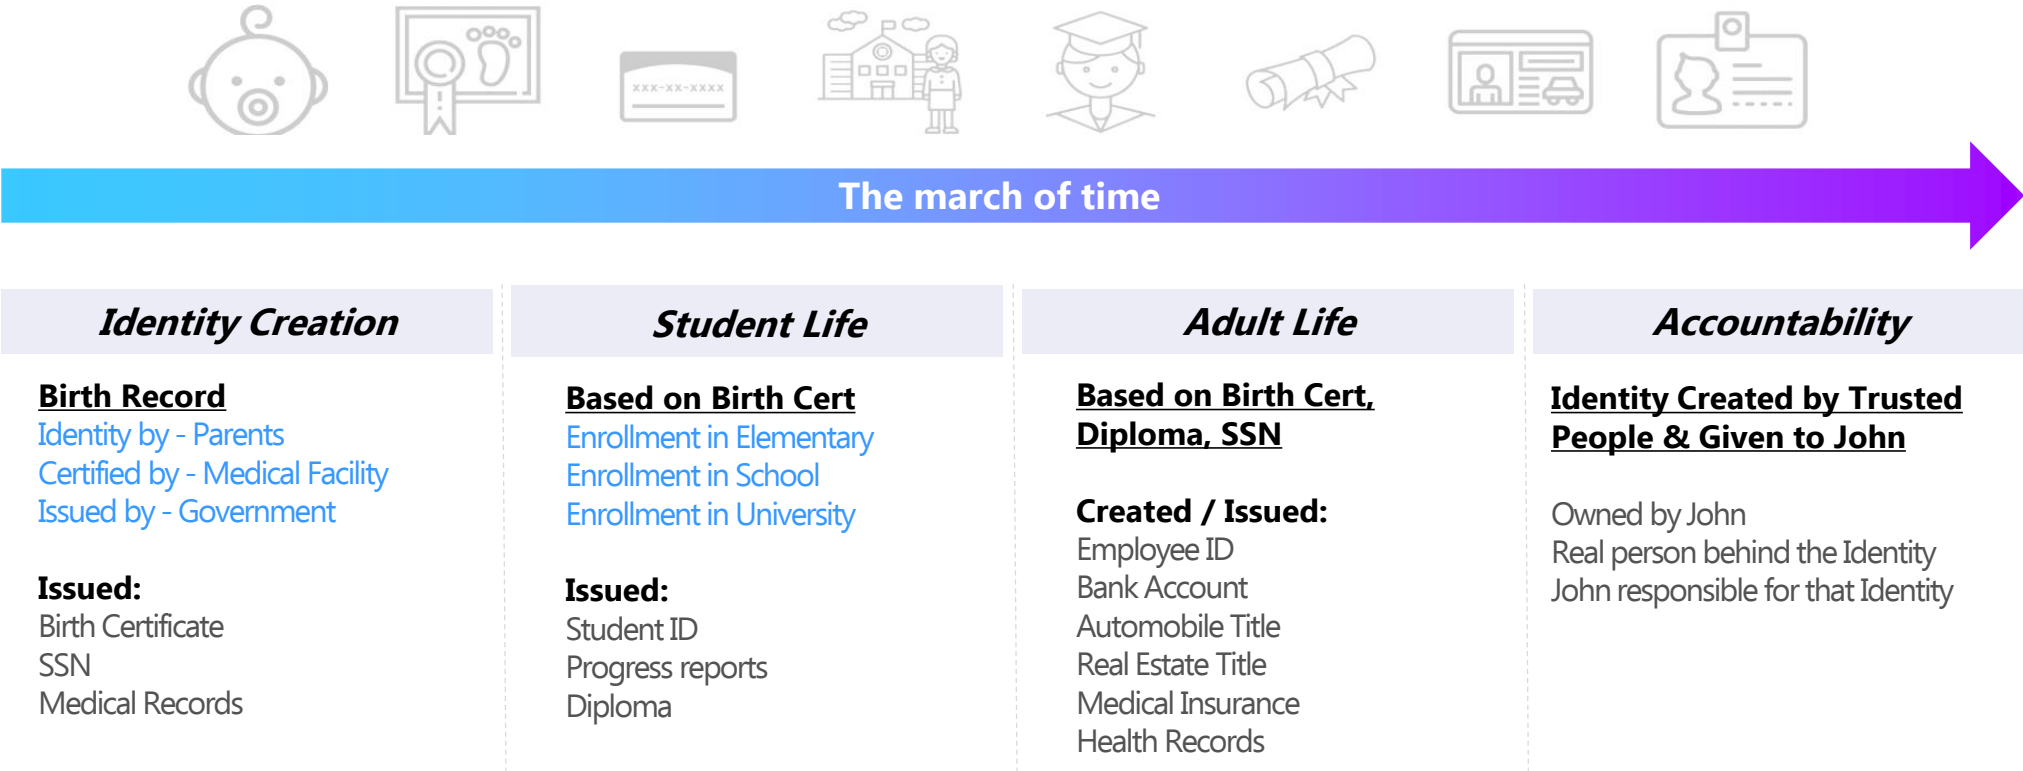 xxx-xx-xxxx
The march of time
Identity Creation
Birth Record
Identity by - Parents
Certified by - Medical Facility
Issued by - Government
Issued:
Birth Certificate
SSN
Medical Records
Student Life
Based on Birth Cert
Enrollment in Elementary
Enrollment in School
Enrollment in University
Issued:
Student ID
Progress reports
Diploma
Adult Life
Based on Birth Cert,
Diploma, SSN
Created / Issued:
Employee ID
Bank Account
Automobile Title
Real Estate Title
Medical Insurance
Health Records
Accountability
Identity Created by Trusted
People & Given to John
Owned by John
Real person behind the Identity
John responsible for that Identity